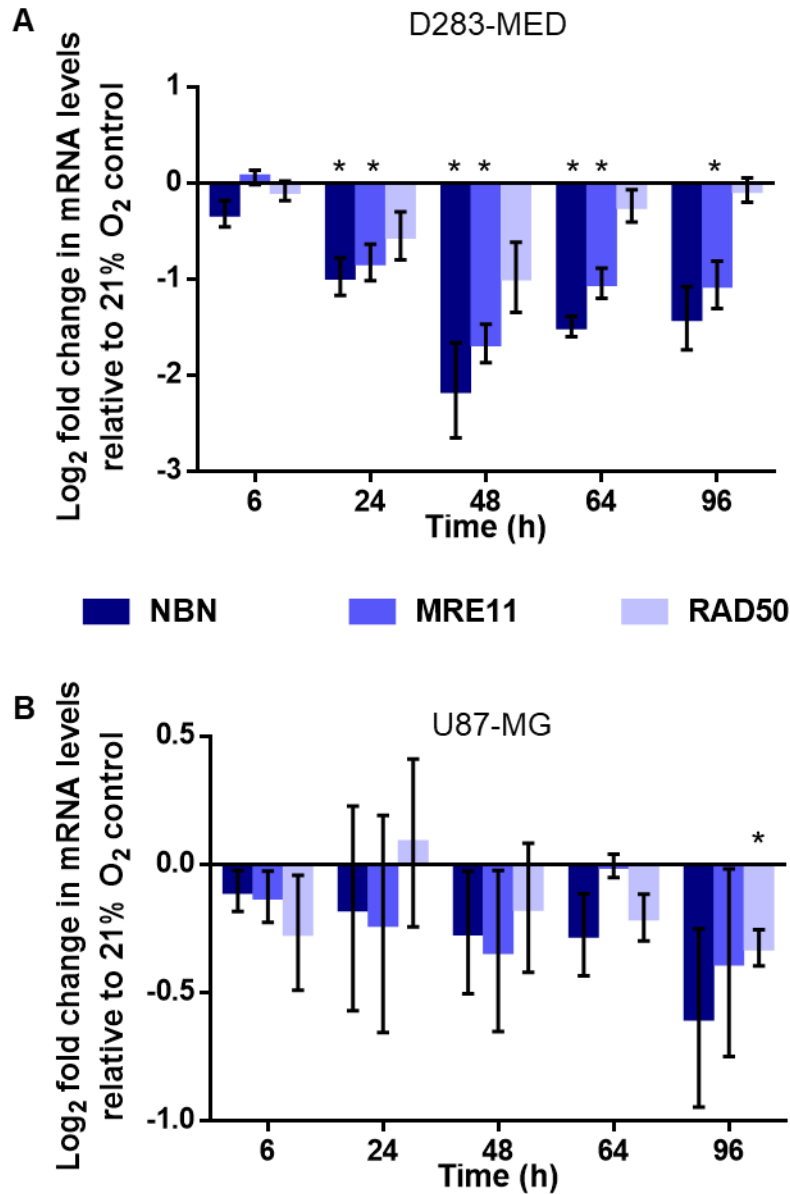 A
D283-MED
Log₂ fold change in mRNA levels
relative to 21% O₂ control
1
0
-1
-2
-3
* * * * * * *
6 24 48 64 96
Time (h)
NBN MRE11 RAD50
B
U87-MG
Log₂ fold change in mRNA levels
relative to 21% O₂ control
0.5
0.0
-0.5
-1.0
*
6 24 48 64 96
Time (h)